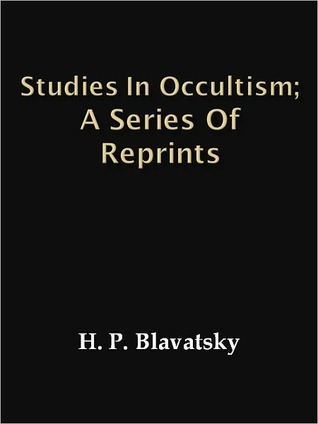 Studies In Occultism;
A Series Of
Reprints
H. P. Blavatsky